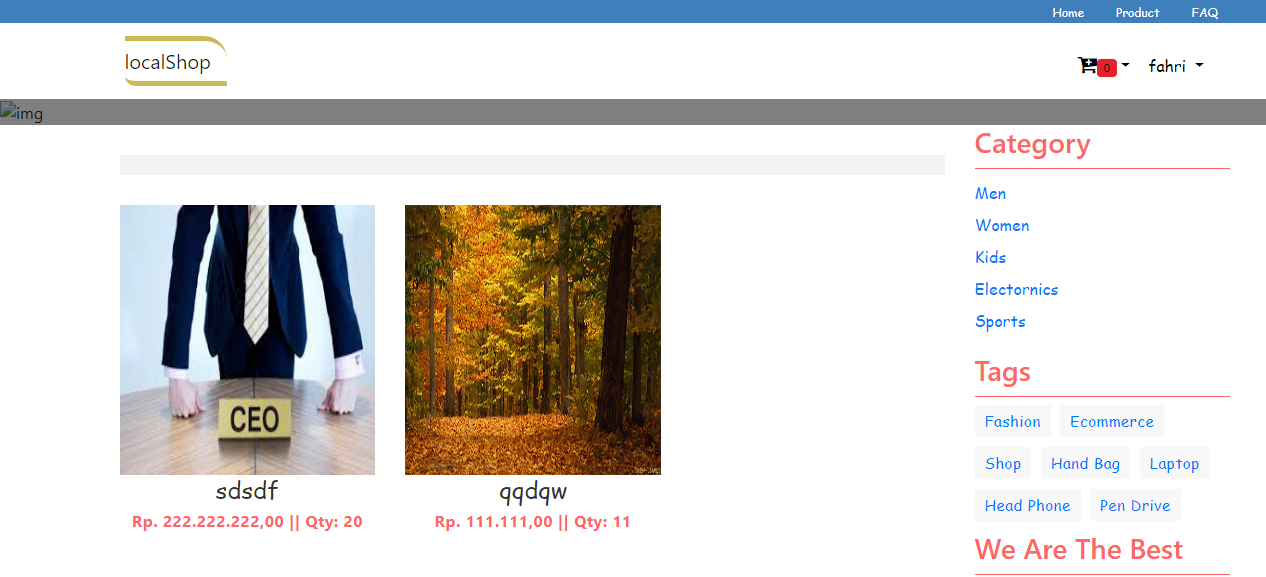 Home Product FAQ
localShop
0
fahri
img
Category
Men
Women
Kids
Electornics
Sports
CEO
sdsdf
Rp. 222.222.222,00 || Qty: 20
qqdqw
Rp. 111.111,00 || Qty: 11
Tags
Fashion Ecommerce
Shop Hand Bag Laptop
Head Phone Pen Drive
We Are The Best